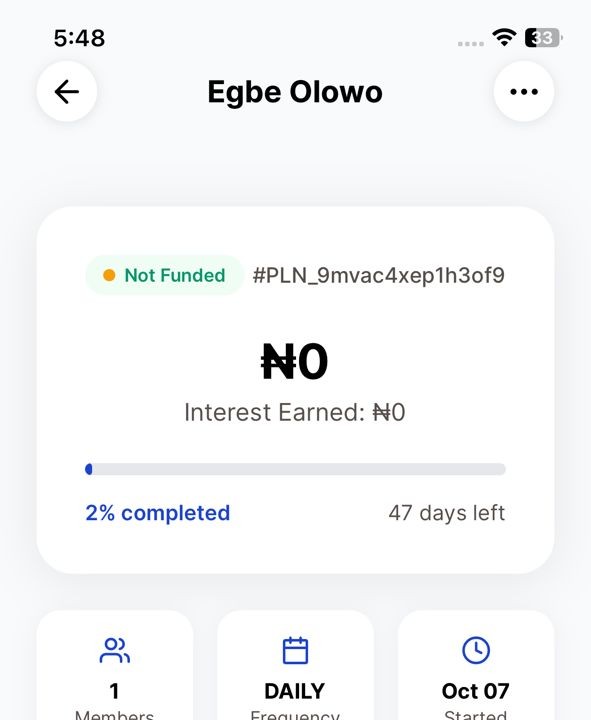 5:48
33
Egbe Olowo
Not Funded #PLN_9mvac4xep1h3of9
₦0
Interest Earned: ₦0
2% completed 47 days left
1 DAILY Oct 07
Members Frequency Started